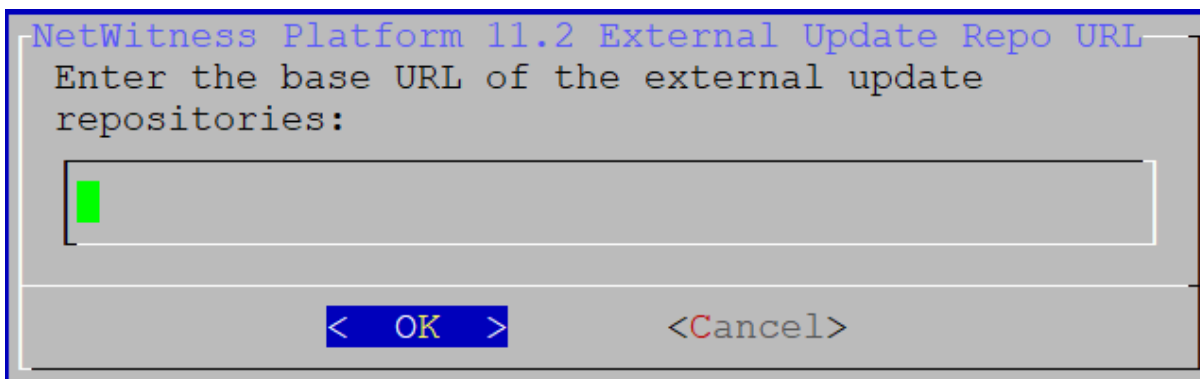 NetWitness Platform 11.2 External Update Repo URL
Enter the base URL of the external update
repositories:
< OK > <Cancel>